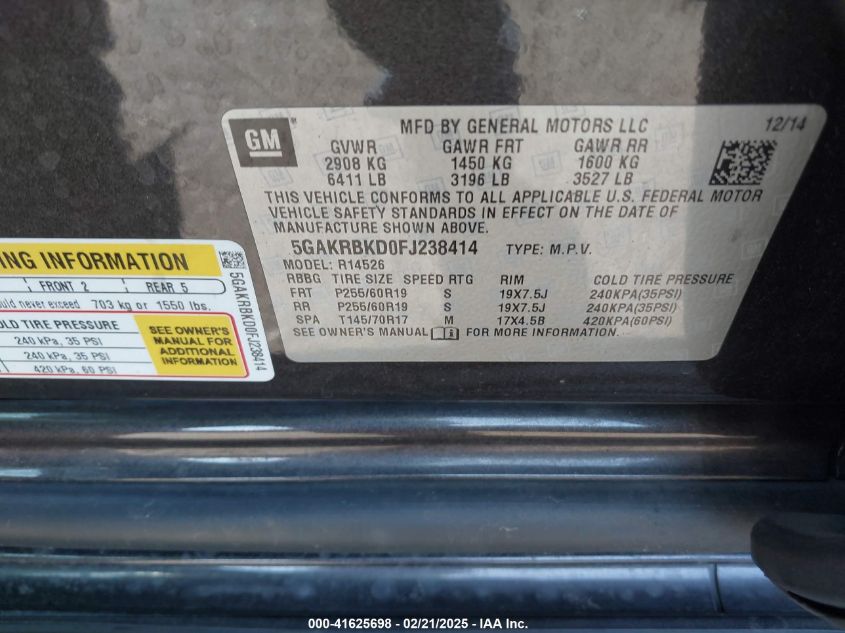 GM
MFD BY GENERAL MOTORS LLC 12/14
GVWR GAWR FRT GAWR RR
2908 KG 1450 KG 1600 KG
6411 LB 3196 LB 3527 LB
THIS VEHICLE CONFORMS TO ALL APPLICABLE U.S. FEDERAL MOTOR
VEHICLE SAFETY STANDARDS IN EFFECT ON THE DATE OF
MANUFACTURE SHOWN ABOVE.
5GAKRBKD0FJ238414 TYPE: M.P.V.
MODEL: R14526
RBBG TIRE SIZE SPEED RTG RIM COLD TIRE PRESSURE
FRT P255/60R19 S 19X7.5J 240KPA(35PSI)
RR P255/60R19 S 19X7.5J 240KPA(35PSI)
SPA T145/70R17 M 17X4.5B 420KPA(60PSI)
SEE OWNER'S MANUAL FOR MORE INFORMATION.
ING INFORMATION
FRONT 2 REAR 5
ould never exceed 703 kg or 1550 lbs.
OLD TIRE PRESSURE
240 kPa, 35 PSI
240 kPa, 35 PSI
420 kPa, 60 PSI
SEE OWNER'S
MANUAL FOR
ADDITIONAL
INFORMATION
5GAKRBKD0FJ238414
000-41625698 - 02/21/2025 - IAA Inc.